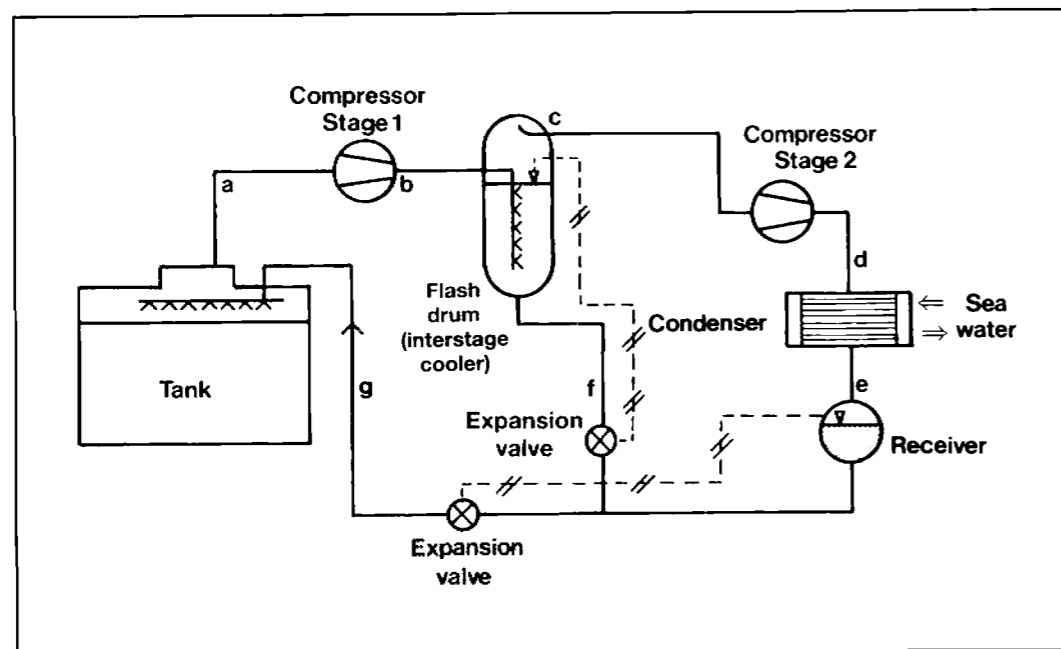 Compressor
Stage 1
c
Compressor
Stage 2
a
b
d
Flash
drum
(interstage
cooler)
Condenser
Sea
water
Tank
g
f
e
Expansion
valve
Receiver
Expansion
valve